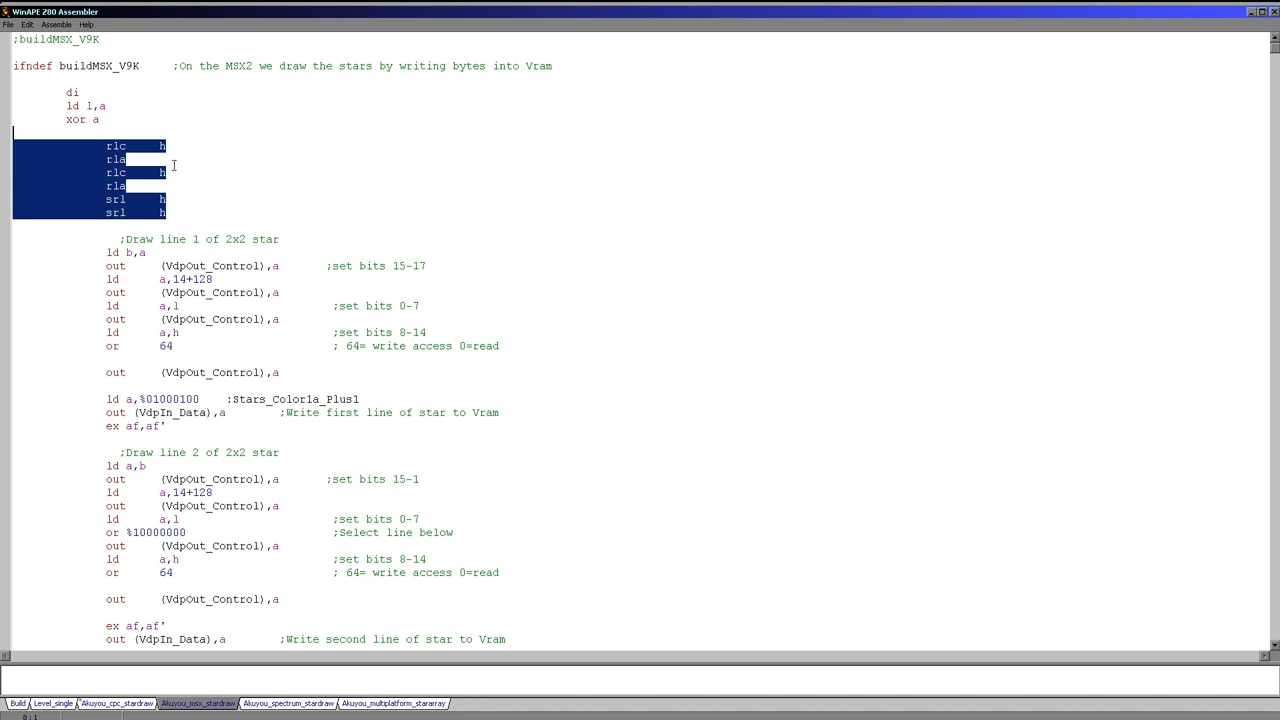 WinAPE Z80 Assembler
File Edit Assemble Help
;buildMSX_V9K
ifndef buildMSX_V9K ;On the MSX2 we draw the stars by writing bytes into Vram
di
ld l,a
xor a
rlc h
rla
rlc h
rla
srl h
srl h
;Draw line 1 of 2x2 star
ld b,a
out (VdpOut_Control),a ;set bits 15-17
ld a,14+128
out (VdpOut_Control),a
ld a,l ;set bits 0-7
out (VdpOut_Control),a
ld a,h ;set bits 8-14
or 64 ; 64= write access 0=read
out (VdpOut_Control),a
ld a,%01000100 :Stars_Color1a_Plus1
out (VdpIn_Data),a ;Write first line of star to Vram
ex af,af'
;Draw line 2 of 2x2 star
ld a,b
out (VdpOut_Control),a ;set bits 15-1
ld a,14+128
out (VdpOut_Control),a
ld a,l ;set bits 0-7
or %10000000 ;Select line below
out (VdpOut_Control),a
ld a,h ;set bits 8-14
or 64 ; 64= write access 0=read
out (VdpOut_Control),a
ex af,af'
out (VdpIn_Data),a ;Write second line of star to Vram
Build Level_single Akuyou_cpc_stardraw Akuyou_msx_stardraw Akuyou_spectrum_stardraw Akuyou_multiplatform_stararray
8: 1